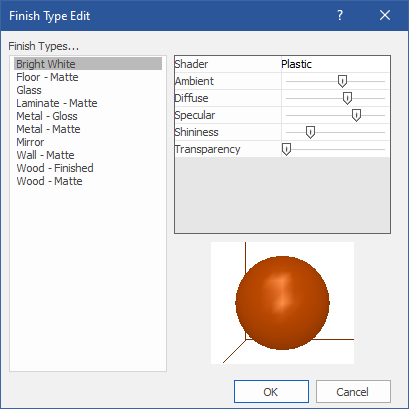 Finish Type Edit
Finish Types...
Bright White
Floor - Matte
Glass
Laminate - Matte
Metal - Gloss
Metal - Matte
Mirror
Wall - Matte
Wood - Finished
Wood - Matte
Shader Plastic
Ambient
Diffuse
Specular
Shininess
Transparency
OK Cancel